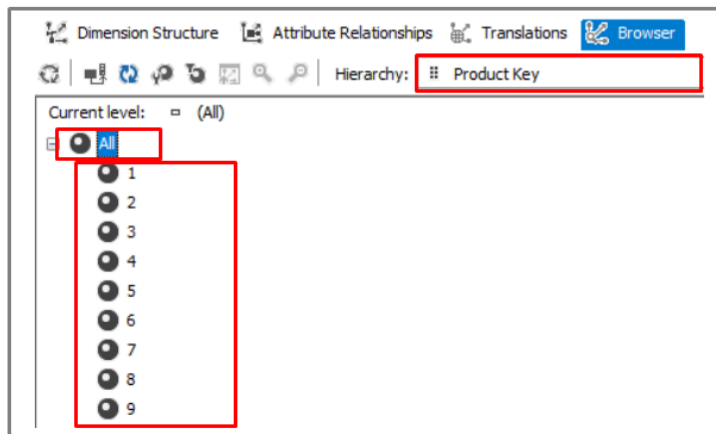 Dimension Structure Attribute Relationships Translations Browser
Hierarchy: Product Key
Current level: (All)
All
1
2
3
4
5
6
7
8
9